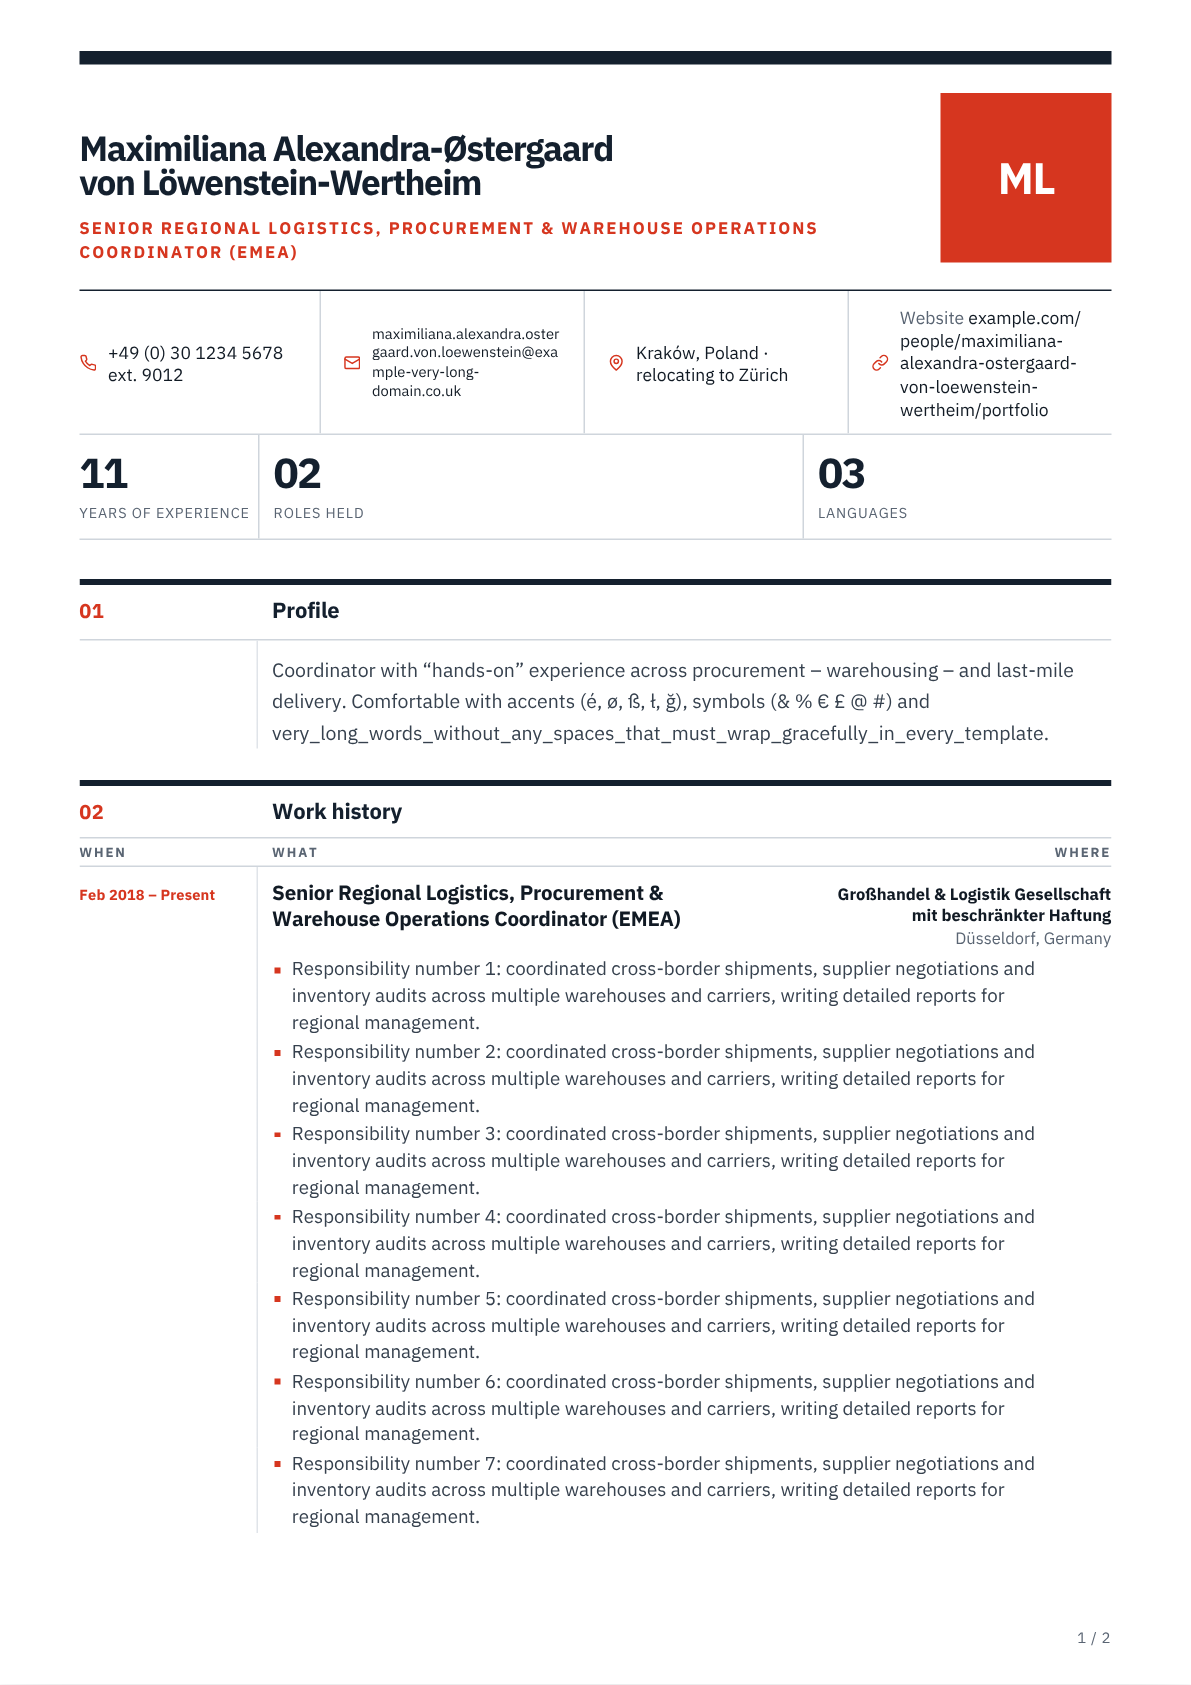 Maximiliana Alexandra-Østergaard
von Löwenstein-Wertheim
ML
SENIOR REGIONAL LOGISTICS, PROCUREMENT & WAREHOUSE OPERATIONS
COORDINATOR (EMEA)
+49 (0) 30 1234 5678
ext. 9012
maximiliana.alexandra.oster
gaard.von.loewenstein@exa
mple-very-long-
domain.co.uk
Kraków, Poland ·
relocating to Zürich
Website example.com/
people/maximiliana-
alexandra-ostergaard-
von-loewenstein-
wertheim/portfolio
11
YEARS OF EXPERIENCE
02
ROLES HELD
03
LANGUAGES
01 Profile
Coordinator with “hands-on” experience across procurement – warehousing – and last-mile
delivery. Comfortable with accents (é, ø, ß, ł, ğ), symbols (& % € £ @ #) and
very_long_words_without_any_spaces_that_must_wrap_gracefully_in_every_template.
02 Work history
WHEN WHAT WHERE
Feb 2018 – Present
Senior Regional Logistics, Procurement &
Warehouse Operations Coordinator (EMEA)
Großhandel & Logistik Gesellschaft
mit beschränkter Haftung
Düsseldorf, Germany
Responsibility number 1: coordinated cross-border shipments, supplier negotiations and
inventory audits across multiple warehouses and carriers, writing detailed reports for
regional management.
Responsibility number 2: coordinated cross-border shipments, supplier negotiations and
inventory audits across multiple warehouses and carriers, writing detailed reports for
regional management.
Responsibility number 3: coordinated cross-border shipments, supplier negotiations and
inventory audits across multiple warehouses and carriers, writing detailed reports for
regional management.
Responsibility number 4: coordinated cross-border shipments, supplier negotiations and
inventory audits across multiple warehouses and carriers, writing detailed reports for
regional management.
Responsibility number 5: coordinated cross-border shipments, supplier negotiations and
inventory audits across multiple warehouses and carriers, writing detailed reports for
regional management.
Responsibility number 6: coordinated cross-border shipments, supplier negotiations and
inventory audits across multiple warehouses and carriers, writing detailed reports for
regional management.
Responsibility number 7: coordinated cross-border shipments, supplier negotiations and
inventory audits across multiple warehouses and carriers, writing detailed reports for
regional management.
1 / 2